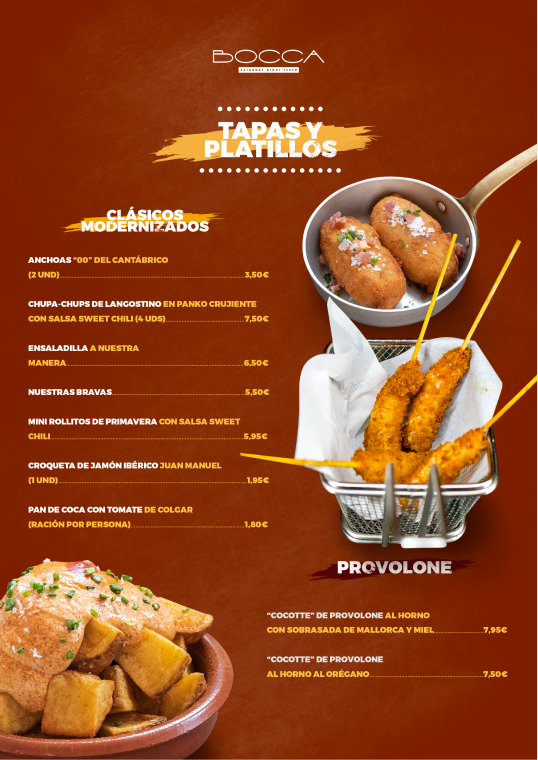 BOCCA
SATURDAY NIGHT FEVER
TAPAS Y
PLATILLOS
CLÁSICOS
MODERNIZADOS
ANCHOAS "00" DEL CANTÁBRICO
(2 UND) 3,50€
CHUPA-CHUPS DE LANGOSTINO EN PANKO CRUJIENTE
CON SALSA SWEET CHILI (4 UDS) 7,50€
ENSALADILLA A NUESTRA
MANERA 6,50€
NUESTRAS BRAVAS 5,50€
MINI ROLLITOS DE PRIMAVERA CON SALSA SWEET
CHILI 5,95€
CROQUETA DE JAMÓN IBÉRICO JUAN MANUEL
(1 UND) 1,95€
PAN DE COCA CON TOMATE DE COLGAR
(RACIÓN POR PERSONA) 1,80€
PROVOLONE
"COCOTTE" DE PROVOLONE AL HORNO
CON SOBRASADA DE MALLORCA Y MIEL 7,95€
"COCOTTE" DE PROVOLONE
AL HORNO AL ORÉGANO 7,50€